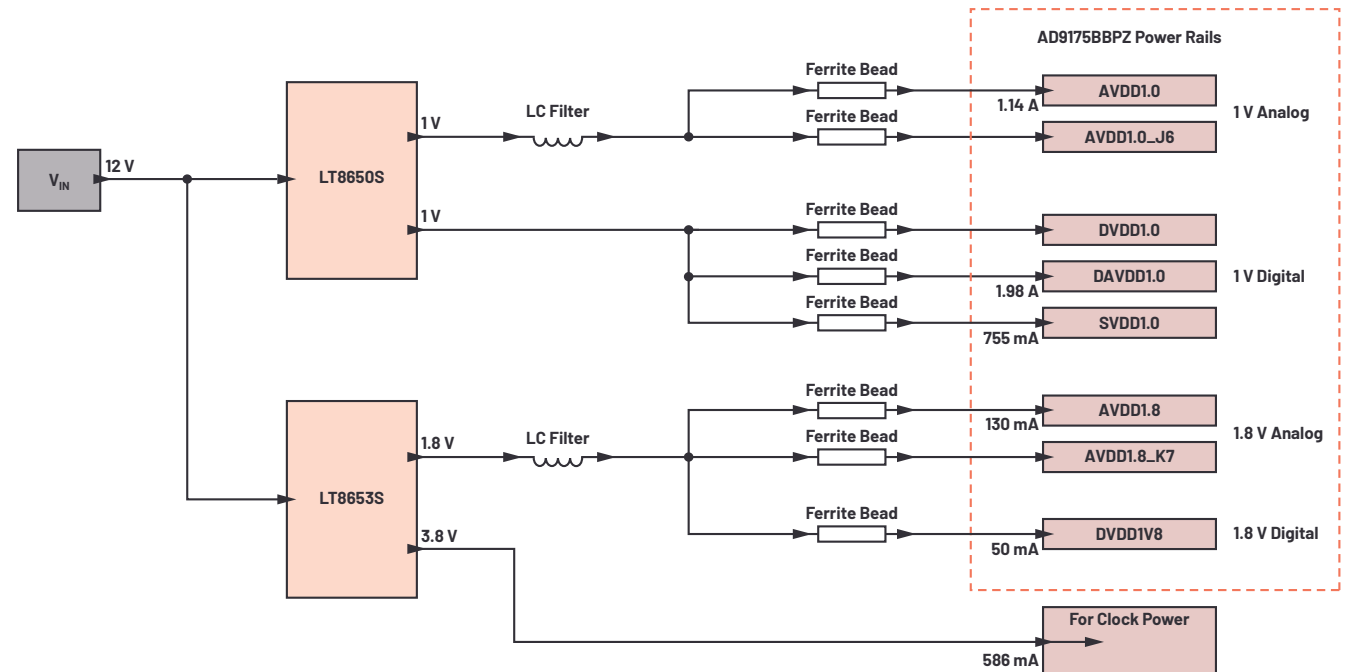 AD9175BBPZ Power Rails
Ferrite Bead
AVDD1.0
1.14 A
1 V Analog
LC Filter
Ferrite Bead
1 V
AVDD1.0_J6
12 V
VIN
LT8650S
Ferrite Bead
1 V
DVDD1.0
Ferrite Bead
DAVDD1.0
1 V Digital
1.98 A
Ferrite Bead
SVDD1.0
755 mA
Ferrite Bead
AVDD1.8
130 mA
1.8 V Analog
LC Filter
Ferrite Bead
1.8 V
AVDD1.8_K7
LT8653S
Ferrite Bead
3.8 V
DVDD1V8
1.8 V Digital
50 mA
For Clock Power
586 mA